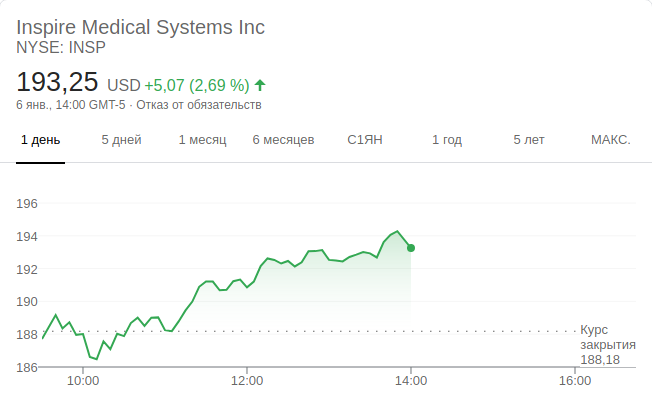 Inspire Medical Systems Inc
NYSE: INSP
193,25 USD +5,07 (2,69 %)
6 янв., 14:00 GMT-5 · Отказ от обязательств
1 день 5 дней 1 месяц 6 месяцев С1ЯН 1 год 5 лет МАКС.
196
194
192
190
188
Курс
закрытия
188,18
186
10:00 12:00 14:00 16:00